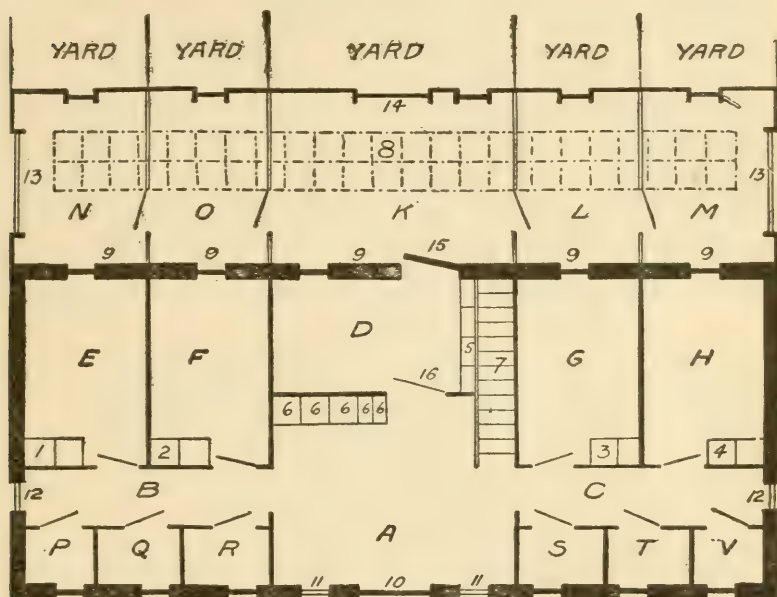 YARD YARD YARD YARD YARD
14
8
13 13
N O K L M
9 9 9 15 9 9
D
E F 5 7 G H
16
6 6 6 6 6
1 2 3 4
B C
12 12
A
P Q R S T V
11 10 11